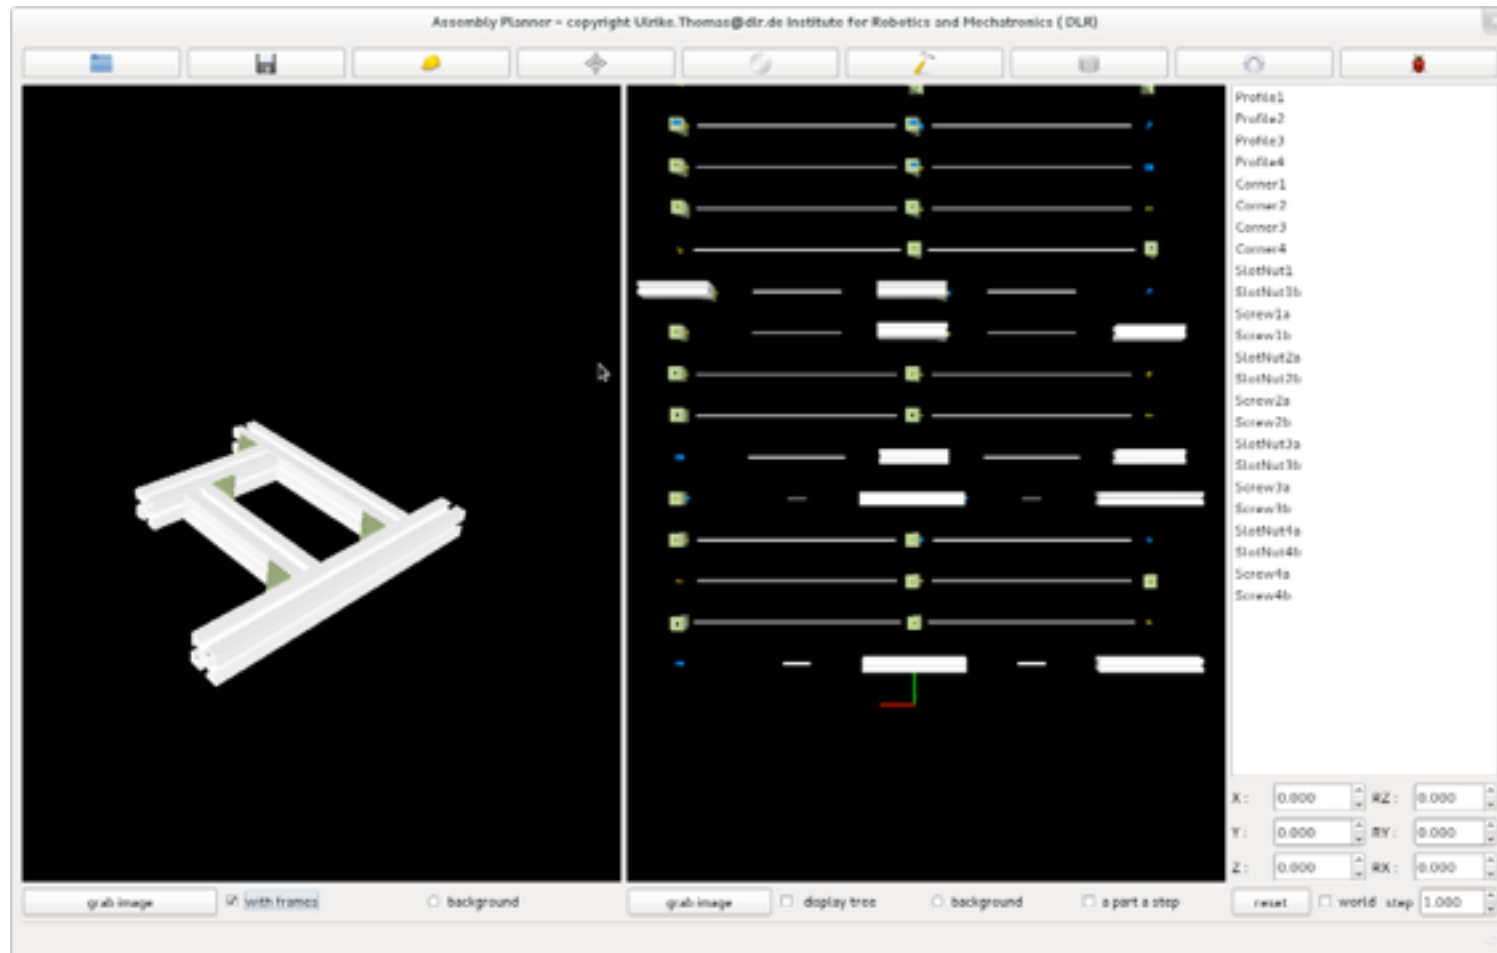 Assembly Planner - copyright Ulrike.Thomas@dlr.de Institute for Robotics and Mechatronics ( DLR)
Profile1
Profile2
Profile3
Profile4
Corner1
Corner2
Corner3
Corner4
SlotNut1
SlotNut1b
Screw1a
Screw1b
SlotNut2a
SlotNut2b
Screw2a
Screw2b
SlotNut3a
SlotNut3b
Screw3a
Screw3b
SlotNut4a
SlotNut4b
Screw4a
Screw4b
X: 0.000 RZ: 0.000
Y: 0.000 RY: 0.000
Z: 0.000 RX: 0.000
grab image with frames background grab image display tree background a part a step reset world step 1.000